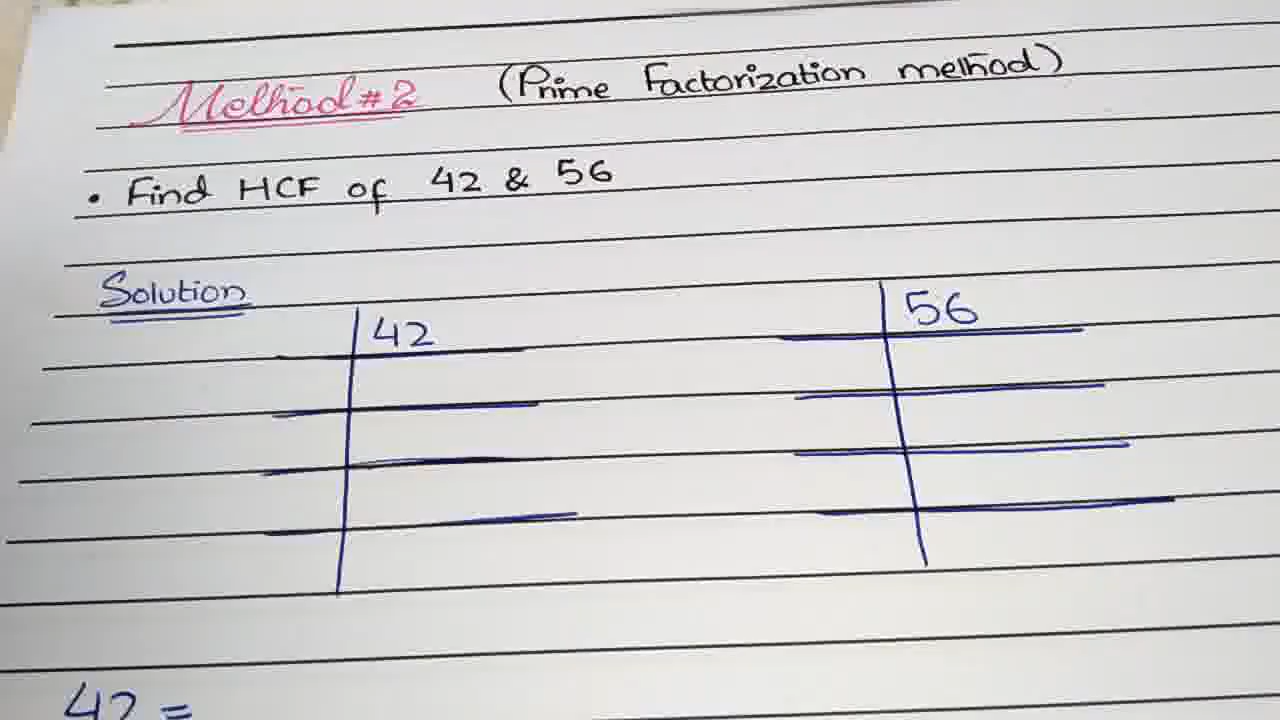 Method #2 (Prime Factorization method)
• Find HCF of 42 & 56
Solution
42
56
42 =